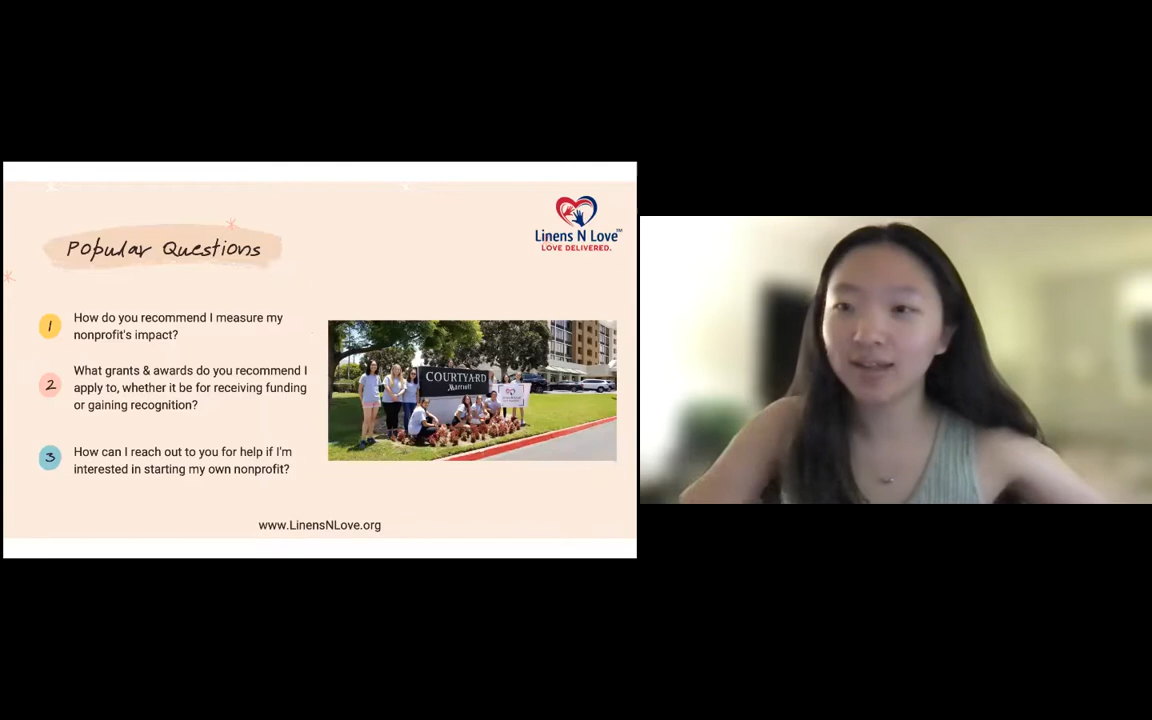 Popular Questions
Linens N Love™
LOVE DELIVERED.
1
How do you recommend I measure my
nonprofit's impact?
2
What grants & awards do you recommend I
apply to, whether it be for receiving funding
or gaining recognition?
3
How can I reach out to you for help if I'm
interested in starting my own nonprofit?
COURTYARD
Marriott
www.LinensNLove.org